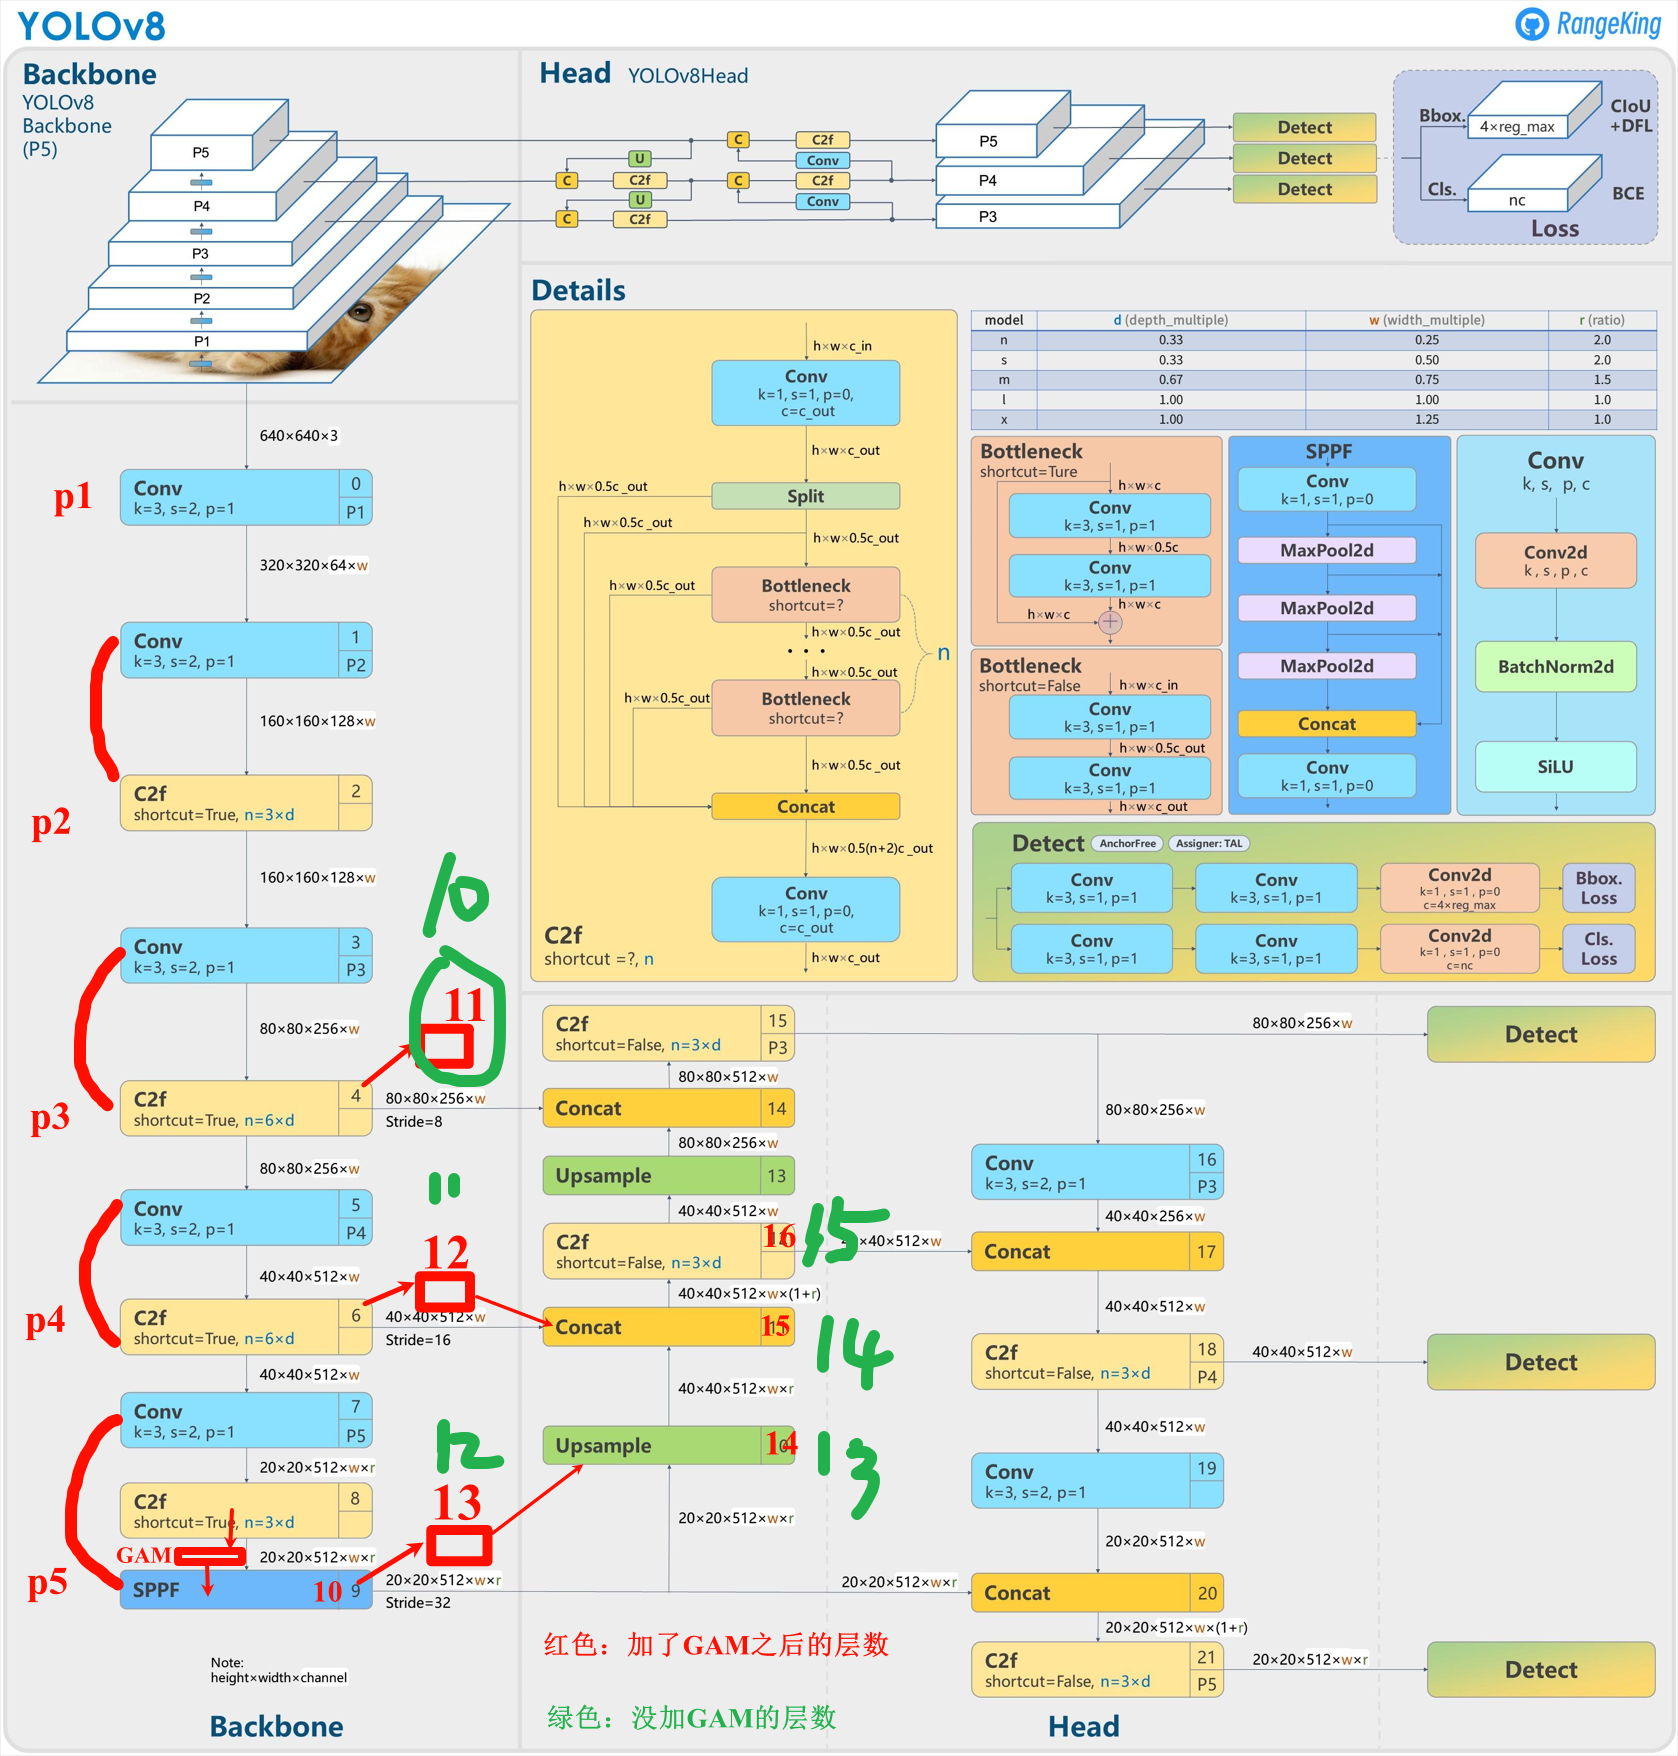 YOLOv8
RangeKing
Backbone
YOLOv8
Backbone
(P5)
P5
P4
P3
P2
P1
Head YOLOv8Head
C C2f
U Conv
C C2f C C2f
U Conv
C C2f
P5
P4
P3
Detect
Detect
Detect
Bbox.
4×reg_max
CIoU
+DFL
Cls.
nc
BCE
Loss
Details
h×w×c_in
Conv
k=1, s=1, p=0,
c=c_out
h×w×c_out
h×w×0.5c_out
Split
h×w×0.5c_out
h×w×0.5c_out
h×w×0.5c_out
Bottleneck
shortcut=?
h×w×0.5c_out
• • •
n
h×w×0.5c_out
h×w×0.5c_out
Bottleneck
shortcut=?
h×w×0.5c_out
Concat
h×w×0.5(n+2)c_out
Conv
k=1, s=1, p=0,
c=c_out
C2f
shortcut =?, n
h×w×c_out
model d (depth_multiple) w (width_multiple) r (ratio)
n 0.33 0.25 2.0
s 0.33 0.50 2.0
m 0.67 0.75 1.5
l 1.00 1.00 1.0
x 1.00 1.25 1.0
Bottleneck
shortcut=Ture
h×w×c
Conv
k=3, s=1, p=1
h×w×0.5c
Conv
k=3, s=1, p=1
h×w×c
h×w×c
+
Bottleneck
shortcut=False
h×w×c_in
Conv
k=3, s=1, p=1
h×w×0.5c_out
Conv
k=3, s=1, p=1
h×w×c_out
SPPF
Conv
k=1, s=1, p=0
MaxPool2d
MaxPool2d
MaxPool2d
Concat
Conv
k=1, s=1, p=0
Conv
k, s, p, c
Conv2d
k , s , p , c
BatchNorm2d
SiLU
Detect AnchorFree Assigner: TAL
Conv
k=3, s=1, p=1
Conv
k=3, s=1, p=1
Conv2d
k=1 , s=1 , p=0
c=4×reg_max
Bbox.
Loss
Conv
k=3, s=1, p=1
Conv
k=3, s=1, p=1
Conv2d
k=1 , s=1 , p=0
c=nc
Cls.
Loss
640×640×3
p1
Conv
k=3, s=2, p=1
0
P1
320×320×64×w
Conv
k=3, s=2, p=1
1
P2
160×160×128×w
p2
C2f
shortcut=True, n=3×d
2
160×160×128×w
10
Conv
k=3, s=2, p=1
3
P3
11
80×80×256×w
p3
C2f
shortcut=True, n=6×d
4
80×80×256×w
Stride=8
80×80×256×w
11
Conv
k=3, s=2, p=1
5
P4
12
40×40×512×w
p4
C2f
shortcut=True, n=6×d
6
40×40×512×w
Stride=16
40×40×512×w
Conv
k=3, s=2, p=1
7
P5
12
20×20×512×w×r
13
C2f
shortcut=True, n=3×d
8
GAM
20×20×512×w×r
p5
SPPF
10
9
20×20×512×w×r
Stride=32
Note:
height×width×channel
Backbone
C2f
shortcut=False, n=3×d
15
P3
80×80×512×w
Concat
14
80×80×256×w
Upsample
13
40×40×512×w
C2f
shortcut=False, n=3×d
16
15
×40×512×w
40×40×512×w×(1+r)
Concat
15
14
40×40×512×w×r
Upsample
14
13
20×20×512×w×r
20×20×512×w×r
红色：加了GAM之后的层数
绿色：没加GAM的层数
80×80×256×w
Detect
80×80×256×w
Conv
k=3, s=2, p=1
16
P3
40×40×256×w
Concat
17
40×40×512×w
C2f
shortcut=False, n=3×d
18
P4
40×40×512×w
Detect
40×40×512×w
Conv
k=3, s=2, p=1
19
20×20×512×w
Concat
20
20×20×512×w×(1+r)
C2f
shortcut=False, n=3×d
21
P5
20×20×512×w×r
Detect
Head